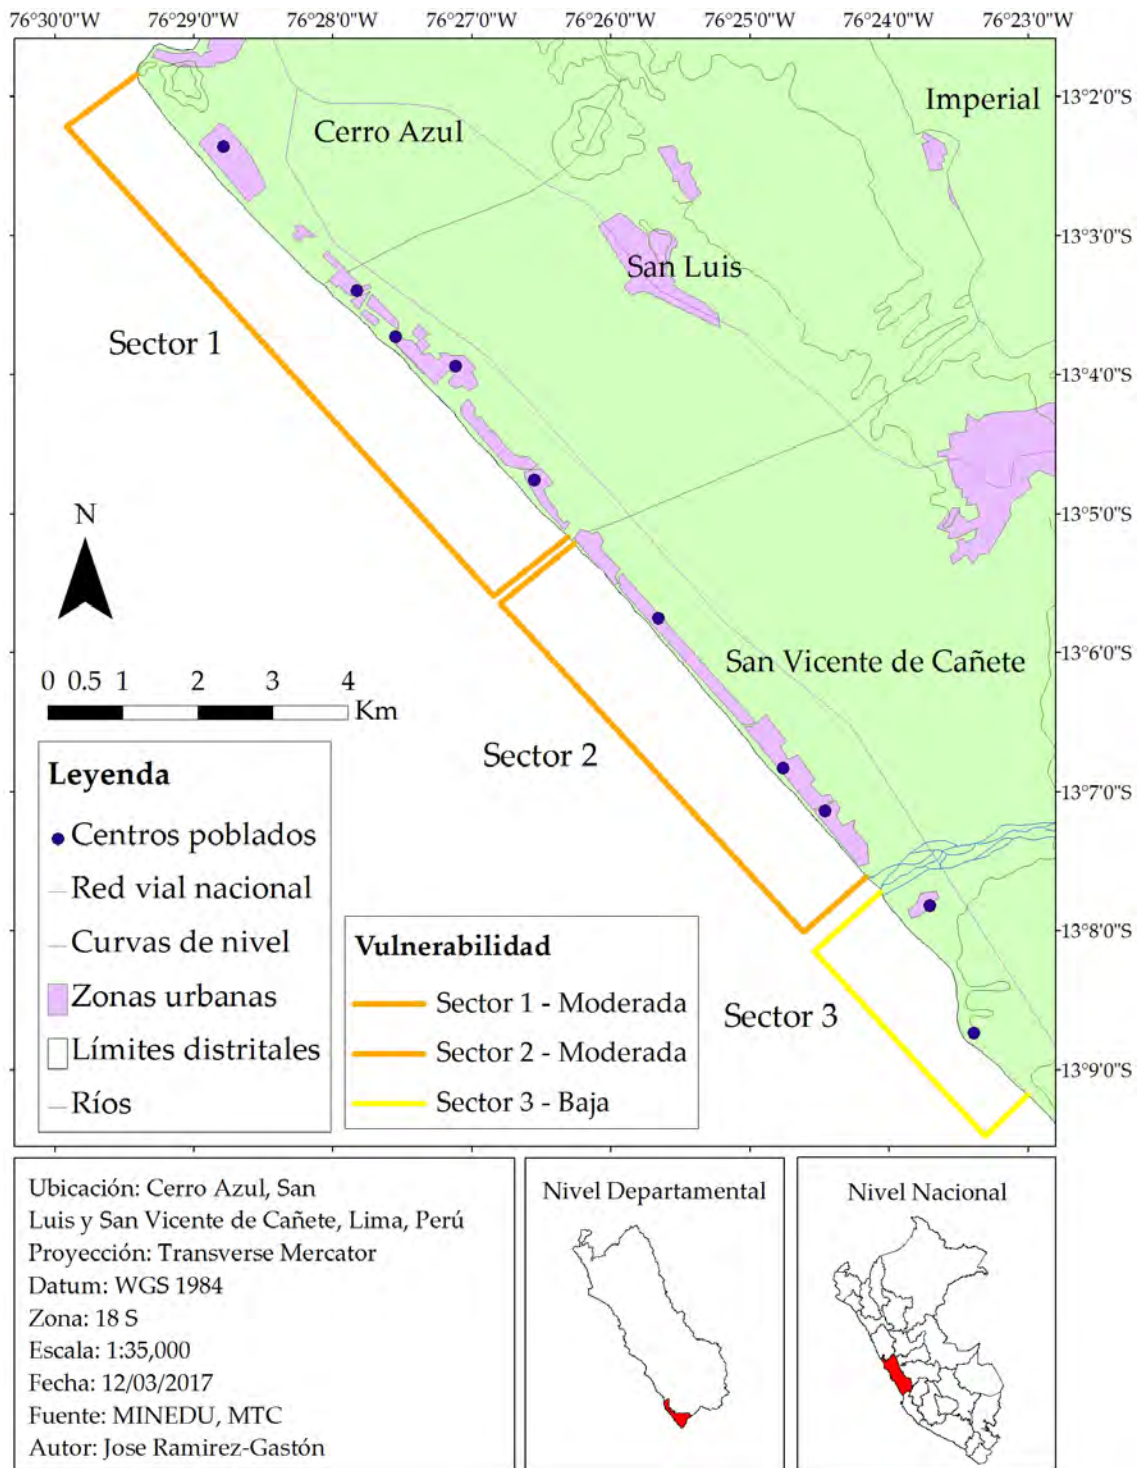 76°30'0"W 76°29'0"W 76°28'0"W 76°27'0"W 76°26'0"W 76°25'0"W 76°24'0"W 76°23'0"W
13°2'0"S
13°3'0"S
13°4'0"S
13°5'0"S
13°6'0"S
13°7'0"S
13°8'0"S
13°9'0"S
Imperial
Cerro Azul
San Luis
Sector 1
N
San Vicente de Cañete
0 0.5 1 2 3 4
Km
Sector 2
Sector 3
Leyenda
Centros poblados
Red vial nacional
Curvas de nivel
Zonas urbanas
Límites distritales
Ríos
Vulnerabilidad
Sector 1 - Moderada
Sector 2 - Moderada
Sector 3 - Baja
Ubicación: Cerro Azul, San
Luis y San Vicente de Cañete, Lima, Perú
Proyección: Transverse Mercator
Datum: WGS 1984
Zona: 18 S
Escala: 1:35,000
Fecha: 12/03/2017
Fuente: MINEDU, MTC
Autor: Jose Ramirez-Gastón
Nivel Departamental
Nivel Nacional